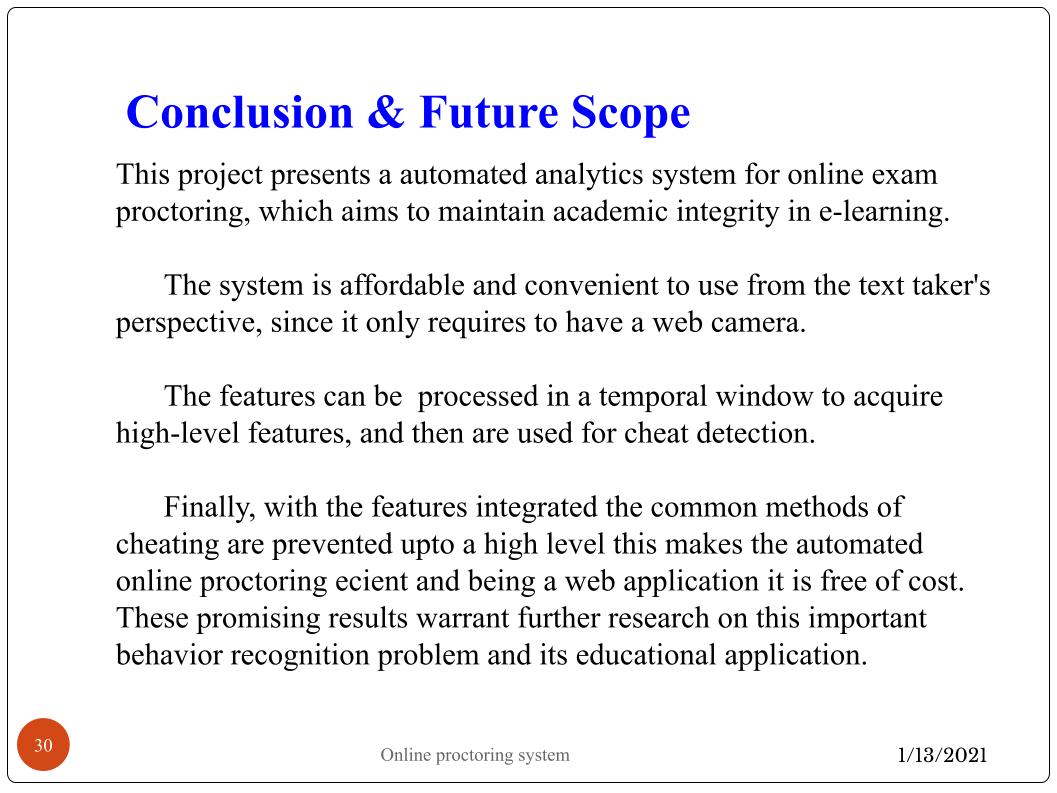 Conclusion & Future Scope
This project presents a automated analytics system for online exam
proctoring, which aims to maintain academic integrity in e-learning.
The system is affordable and convenient to use from the text taker's
perspective, since it only requires to have a web camera.
The features can be  processed in a temporal window to acquire
high-level features, and then are used for cheat detection.
Finally, with the features integrated the common methods of
cheating are prevented upto a high level this makes the automated
online proctoring ecient and being a web application it is free of cost.
These promising results warrant further research on this important
behavior recognition problem and its educational application.
30
Online proctoring system
1/13/2021